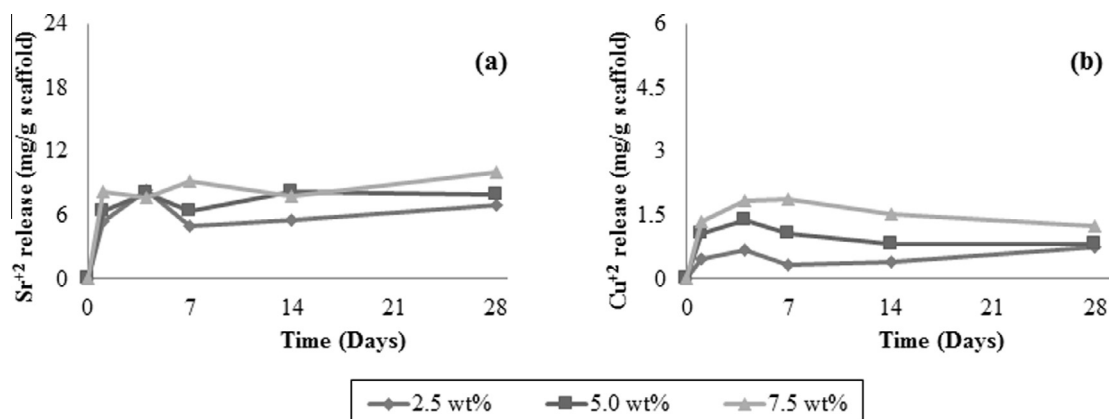 24
18
12
6
0
Sr⁺² release (mg/g scaffold)
(a)
0 7 14 21 28
Time (Days)
6
4.5
3
1.5
0
Cu⁺² release (mg/g scaffold)
(b)
0 7 14 21 28
Time (Days)
2.5 wt% 5.0 wt% 7.5 wt%